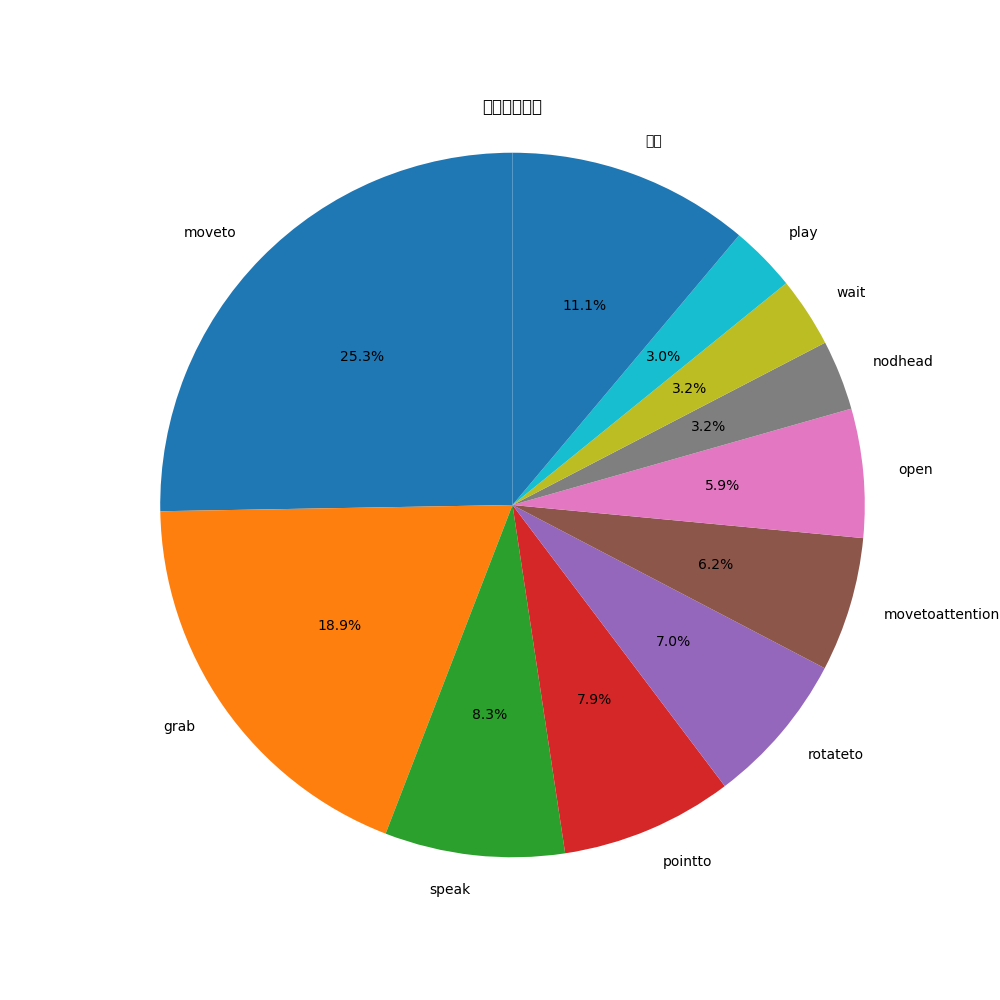 play
moveto
wait
nodhead
open
movetoattention
rotateto
pointto
speak
grab
11.1%
3.0%
25.3%
3.2%
3.2%
5.9%
6.2%
7.0%
18.9%
7.9%
8.3%